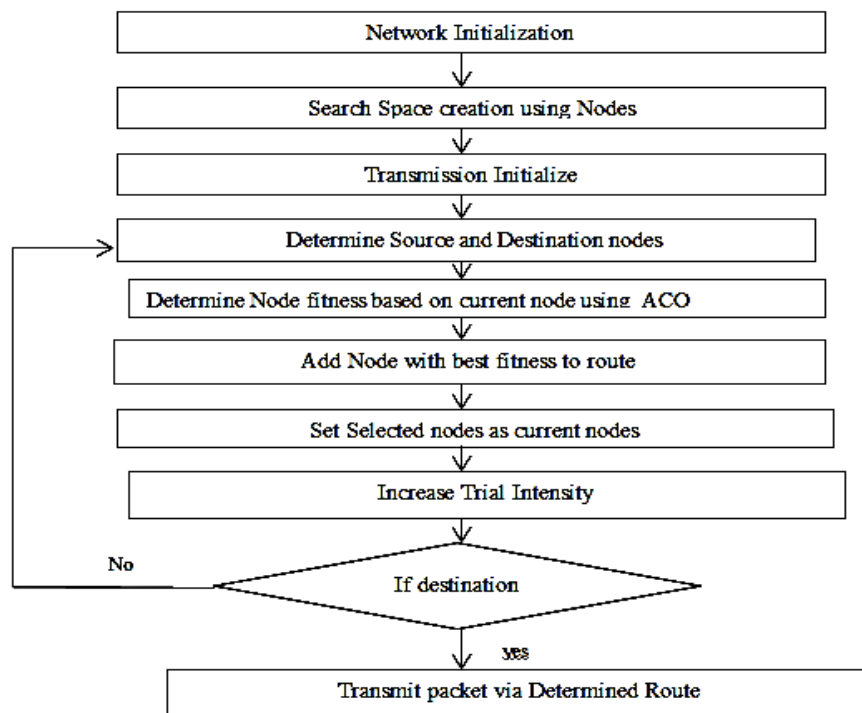 Network Initialization
Search Space creation using Nodes
Transmission Initialize
Determine Source and Destination nodes
Determine Node fitness based on current node using ACO
Add Node with best fitness to route
Set Selected nodes as current nodes
Increase Trial Intensity
No
If destination
yes
Transmit packet via Determined Route